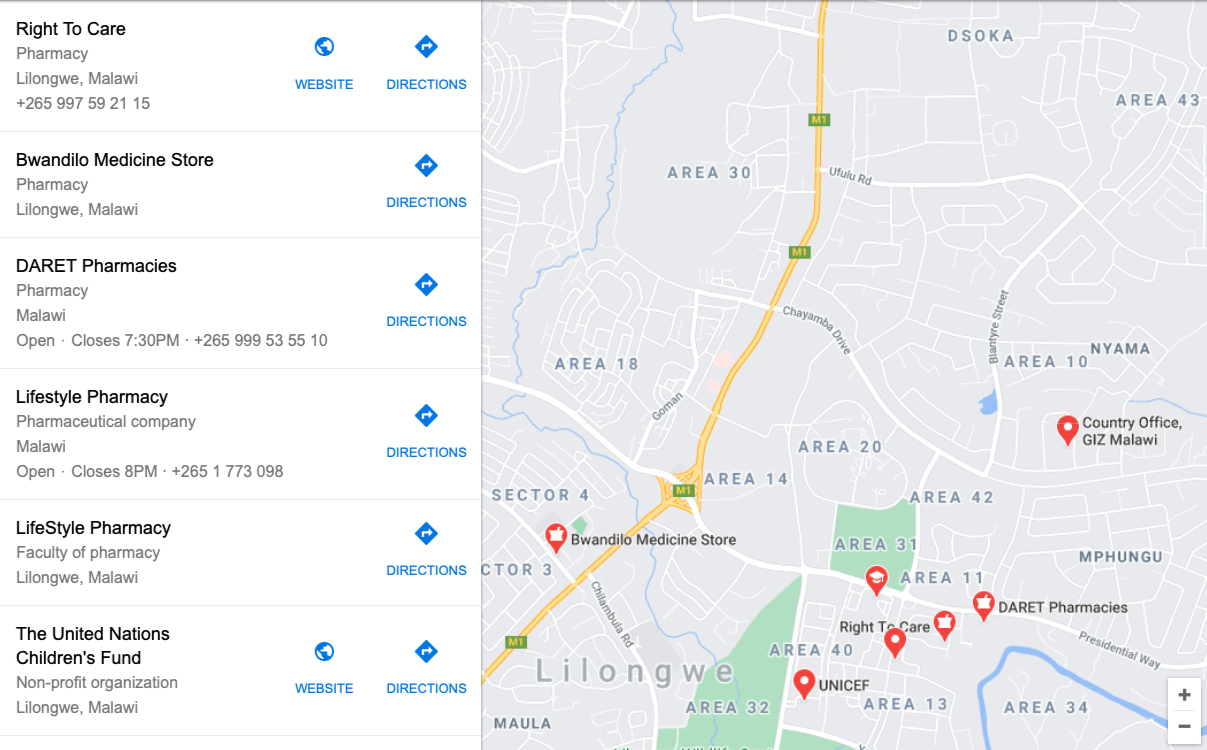 Right To Care
Pharmacy
Lilongwe, Malawi
+265 997 59 21 15
WEBSITE
DIRECTIONS
Bwandilo Medicine Store
Pharmacy
Lilongwe, Malawi
DIRECTIONS
DARET Pharmacies
Pharmacy
Malawi
Open · Closes 7:30PM · +265 999 53 55 10
DIRECTIONS
Lifestyle Pharmacy
Pharmaceutical company
Malawi
Open · Closes 8PM · +265 1 773 098
DIRECTIONS
LifeStyle Pharmacy
Faculty of pharmacy
Lilongwe, Malawi
DIRECTIONS
The United Nations
Children's Fund
Non-profit organization
Lilongwe, Malawi
WEBSITE
DIRECTIONS
DSOKA
AREA 43
M1
AREA 30
Ufulu Rd
M1
Chayamba Drive
Blantyre Street
NYAMA
AREA 10
AREA 18
Goman
Country Office,
GIZ Malawi
AREA 20
AREA 14
M1
SECTOR 4
AREA 42
Bwandilo Medicine Store
AREA 31
MPHUNGU
CTOR 3
AREA 11
Chilambula Rd
DARET Pharmacies
Right To Care
M1
Presidential Way
AREA 40
Lilongwe
UNICEF
AREA 32
AREA 13
AREA 34
MAULA
+
−